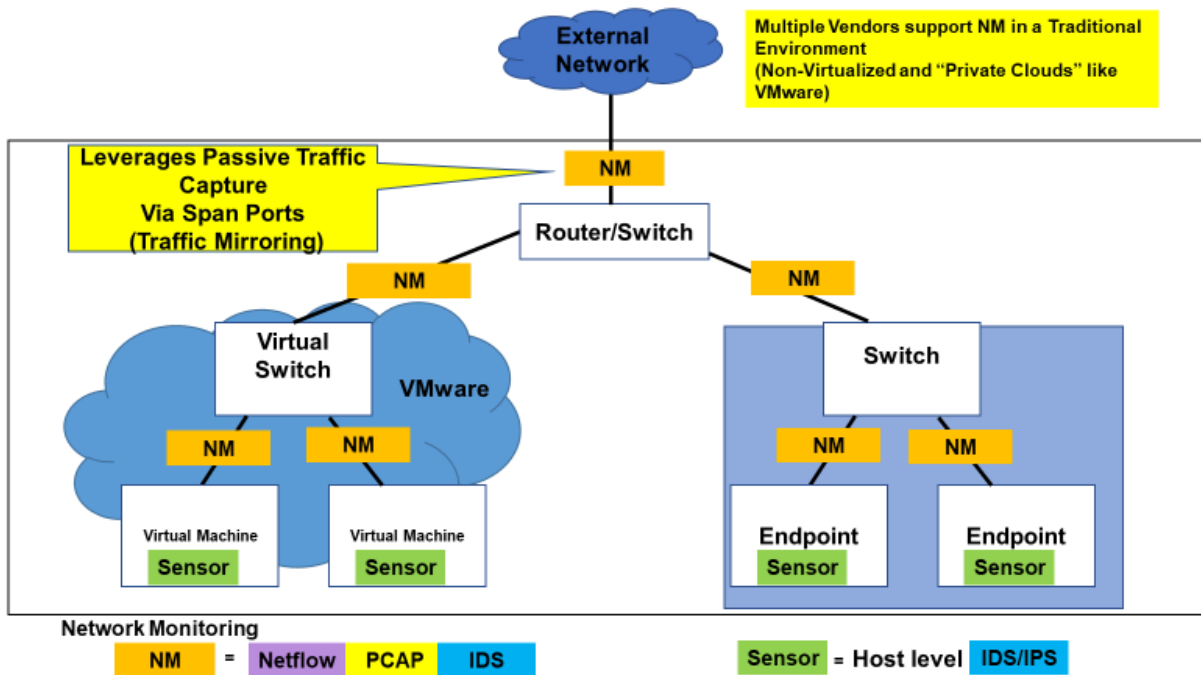 External
Network
Multiple Vendors support NM in a Traditional
Environment
(Non-Virtualized and “Private Clouds” like
VMware)
Leverages Passive Traffic
Capture
Via Span Ports
(Traffic Mirroring)
NM
Router/Switch
NM
NM
Virtual
Switch
VMware
Switch
NM
NM
NM
NM
Virtual Machine
Sensor
Virtual Machine
Sensor
Endpoint
Sensor
Endpoint
Sensor
Network Monitoring
NM = Netflow PCAP IDS
Sensor = Host level IDS/IPS